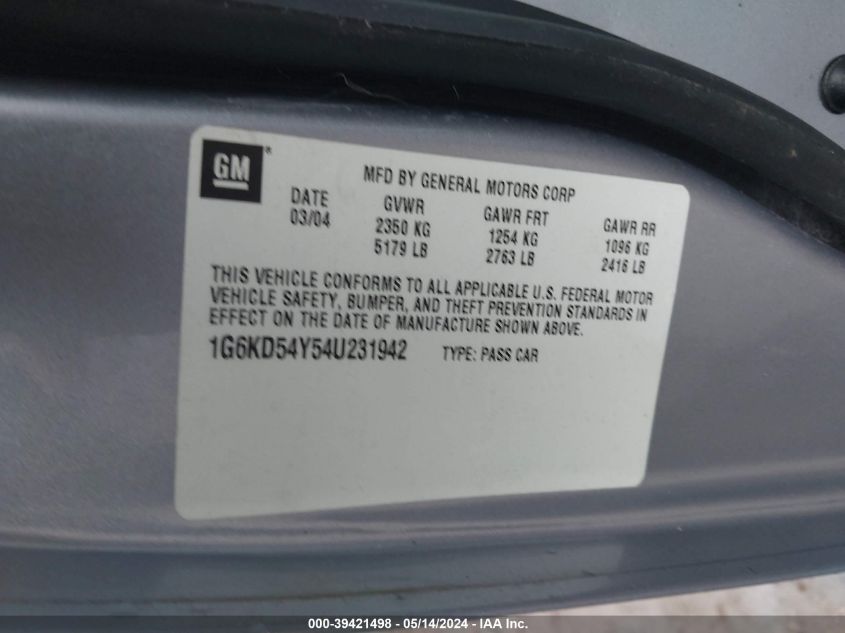 GM®
MFD BY GENERAL MOTORS CORP
DATE GVWR GAWR FRT GAWR RR
03/04 2350 KG 1254 KG 1096 KG
5179 LB 2763 LB 2416 LB
THIS VEHICLE CONFORMS TO ALL APPLICABLE U.S. FEDERAL MOTOR
VEHICLE SAFETY, BUMPER, AND THEFT PREVENTION STANDARDS IN
EFFECT ON THE DATE OF MANUFACTURE SHOWN ABOVE.
1G6KD54Y54U231942 TYPE: PASS CAR
000-39421498 - 05/14/2024 - IAA Inc.